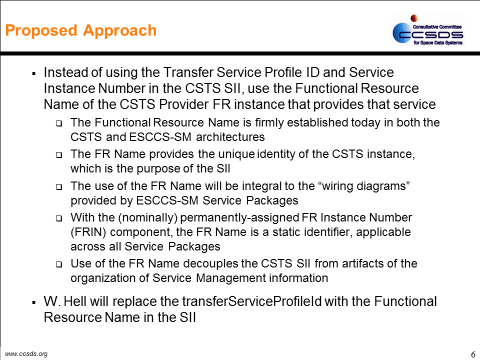 Proposed Approach
Consultative Committee
CCSDS
for Space Data Systems
Instead of using the Transfer Service Profile ID and Service
Instance Number in the CSTS SII, use the Functional Resource
Name of the CSTS Provider FR instance that provides that service
The Functional Resource Name is firmly established today in both the
CSTS and ESCCS-SM architectures
The FR Name provides the unique identity of the CSTS instance,
which is the purpose of the SII
The use of the FR Name will be integral to the “wiring diagrams”
provided by ESCCS-SM Service Packages
With the (nominally) permanently-assigned FR Instance Number
(FRIN) component, the FR Name is a static identifier, applicable
across all Service Packages
Use of the FR Name decouples the CSTS SII from artifacts of the
organization of Service Management information
W. Hell will replace the transferServiceProfileId with the Functional
Resource Name in the SII
www.ccsds.org
6